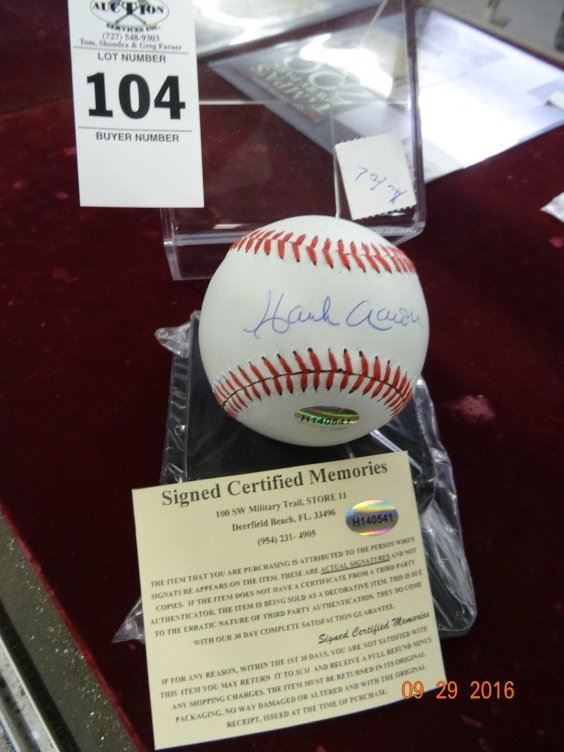 AUCTION
SERVICES INC.
(727) 548-9303
Tom, Shondra & Greg Farner
LOT NUMBER
104
BUYER NUMBER
Hank Aaron
H140541
Signed Certified Memories
100 SW Military Trail, STORE 11
Deerfield Beach, FL. 33496
(954) 231- 4905
H140541
THE ITEM THAT YOU ARE PURCHASING IS ATTRIBUTED TO THE PERSON WHO'S
SIGNATURE APPEARS ON THE ITEM. THESE ARE ACTUAL SIGNATURES AND NOT
COPIES. IF THE ITEM DOES NOT HAVE A CERTIFICATE FROM A THIRD PARTY
AUTHENTICATOR, THE ITEM IS BEING SOLD AS A DECORATIVE ITEM. THIS IS DUE
TO THE ERRATIC NATURE OF THIRD PARTY AUTHENTICATION. THEY DO COME
WITH OUR 30 DAY COMPLETE SATISFACTION GUARANTEE.
Signed Certified Memories
IF FOR ANY REASON, WITHIN THE 1ST 30 DAYS, YOU ARE NOT SATISFIED WITH
THIS ITEM YOU MAY RETURN IT TO SCM AND RECEIVE A FULL REFUND MINUS
ANY SHIPPING CHARGES. THE ITEM MUST BE RETURNED IN ITS ORIGINAL
PACKAGING, NO WAY DAMAGED OR ALTERED AND WITH THE ORIGINAL
RECEIPT, ISSUED AT THE TIME OF PURCHASE.
09 29 2016